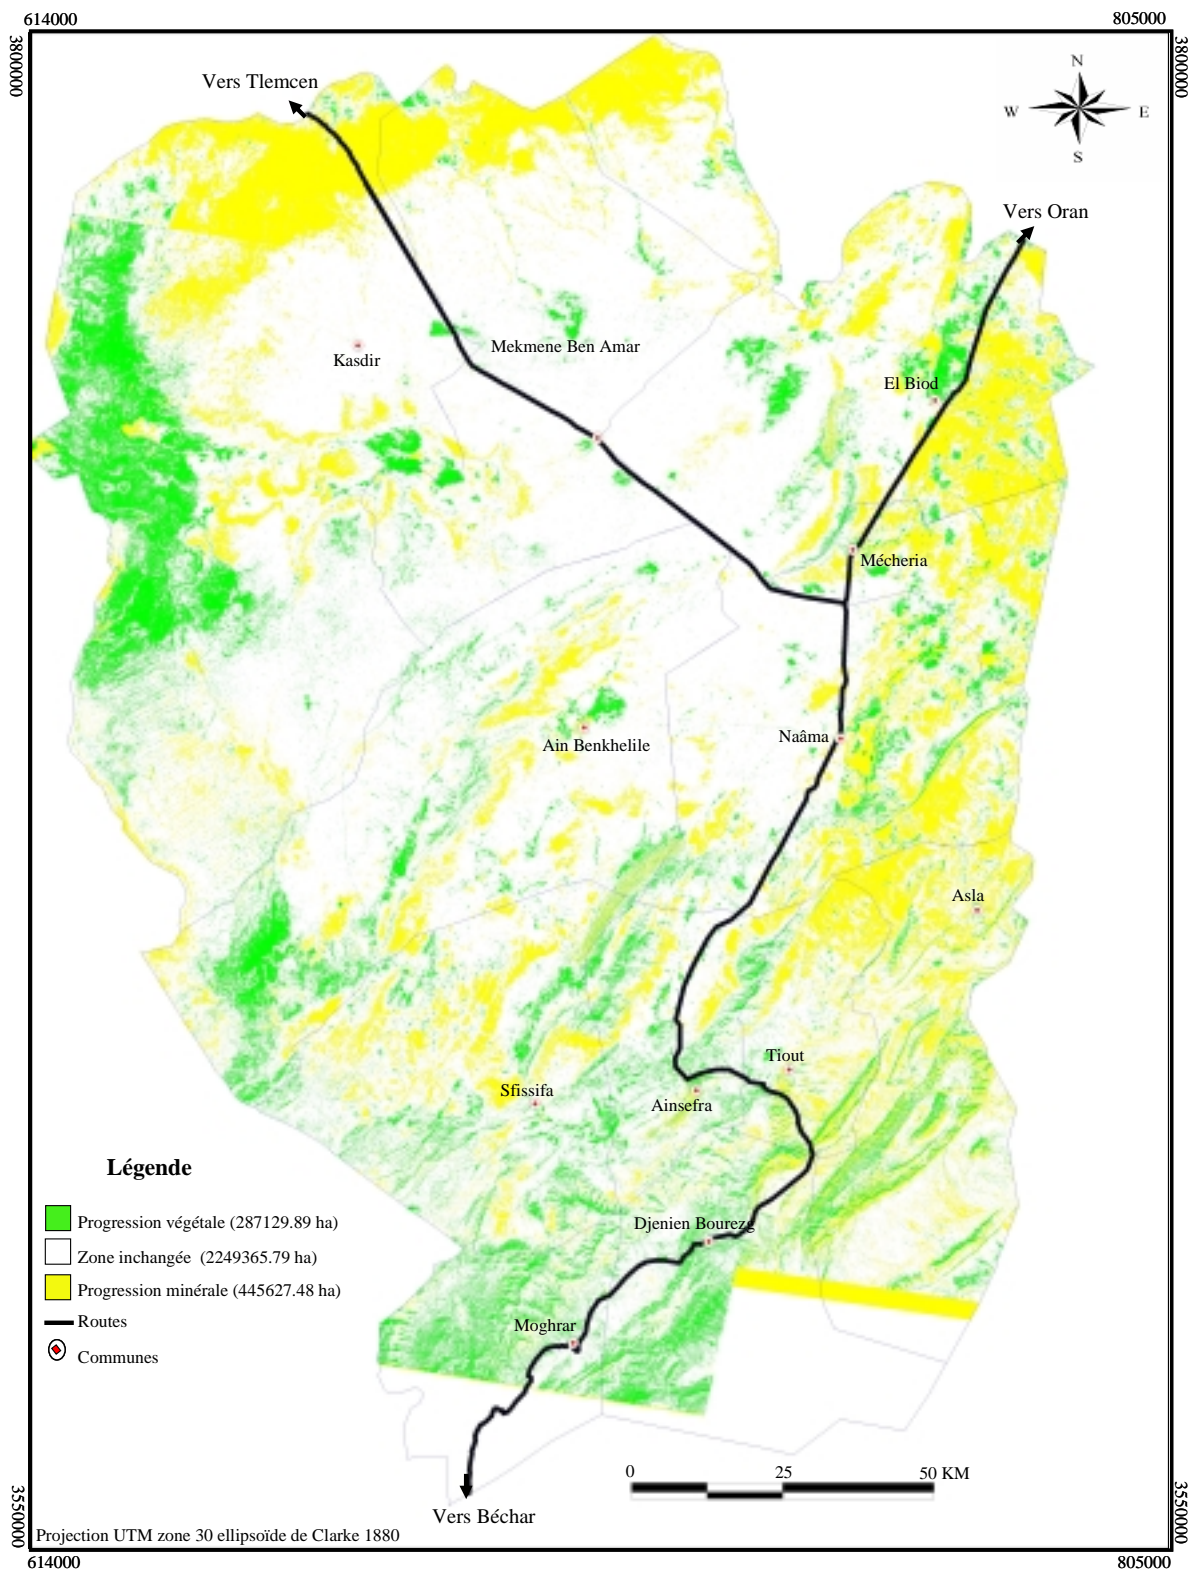 614000
805000
3800000
3800000
N
W
E
S
Vers Tlemcen
Vers Oran
Mekmene Ben Amar
Kasdir
El Biod
Mécheria
Naâma
Ain Benkhelile
Asla
Tiout
Sfissifa
Ainsefra
Légende
Progression végétale (287129.89 ha)
Zone inchangée (2249365.79 ha)
Progression minérale (445627.48 ha)
Routes
Communes
Djenien Bourezg
Moghrar
0
25
50 KM
Vers Béchar
3550000
3550000
Projection UTM zone 30 ellipsoïde de Clarke 1880
614000
805000